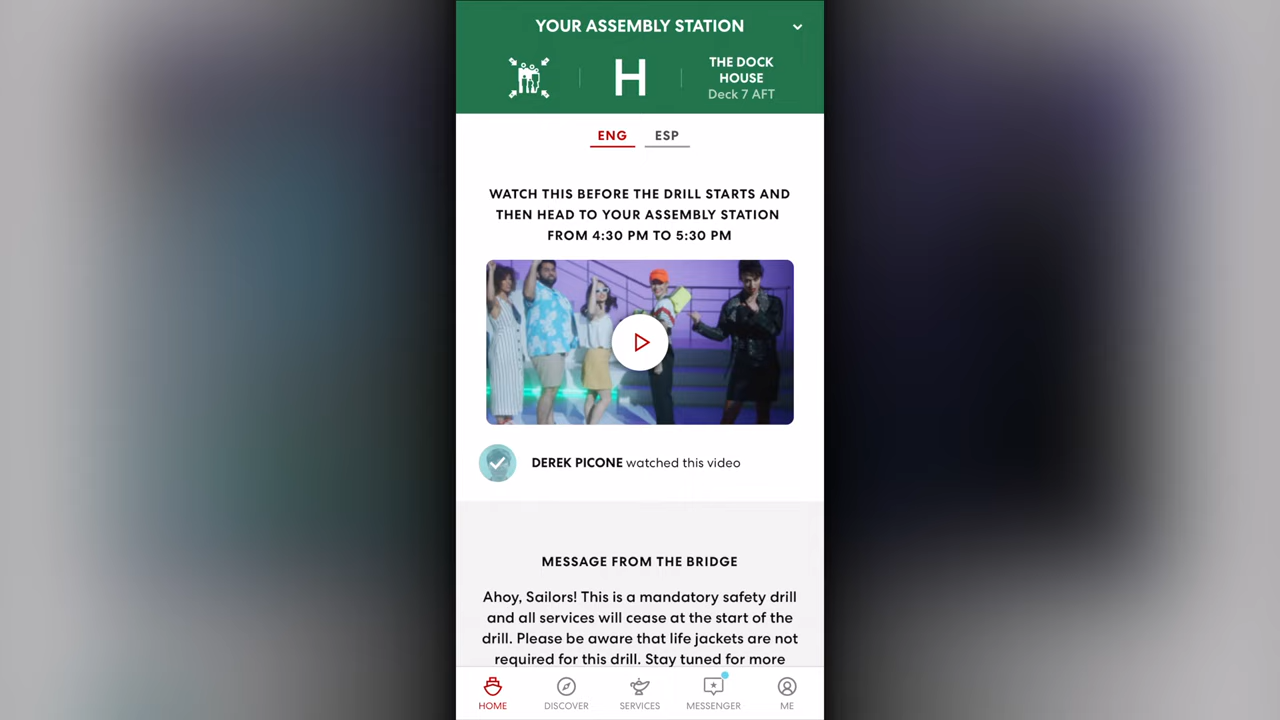 YOUR ASSEMBLY STATION
H
THE DOCK
HOUSE
Deck 7 AFT
ENG ESP
WATCH THIS BEFORE THE DRILL STARTS AND
THEN HEAD TO YOUR ASSEMBLY STATION
FROM 4:30 PM TO 5:30 PM
DEREK PICONE watched this video
MESSAGE FROM THE BRIDGE
Ahoy, Sailors! This is a mandatory safety drill
and all services will cease at the start of the
drill. Please be aware that life jackets are not
required for this drill. Stay tuned for more
HOME DISCOVER SERVICES MESSENGER ME